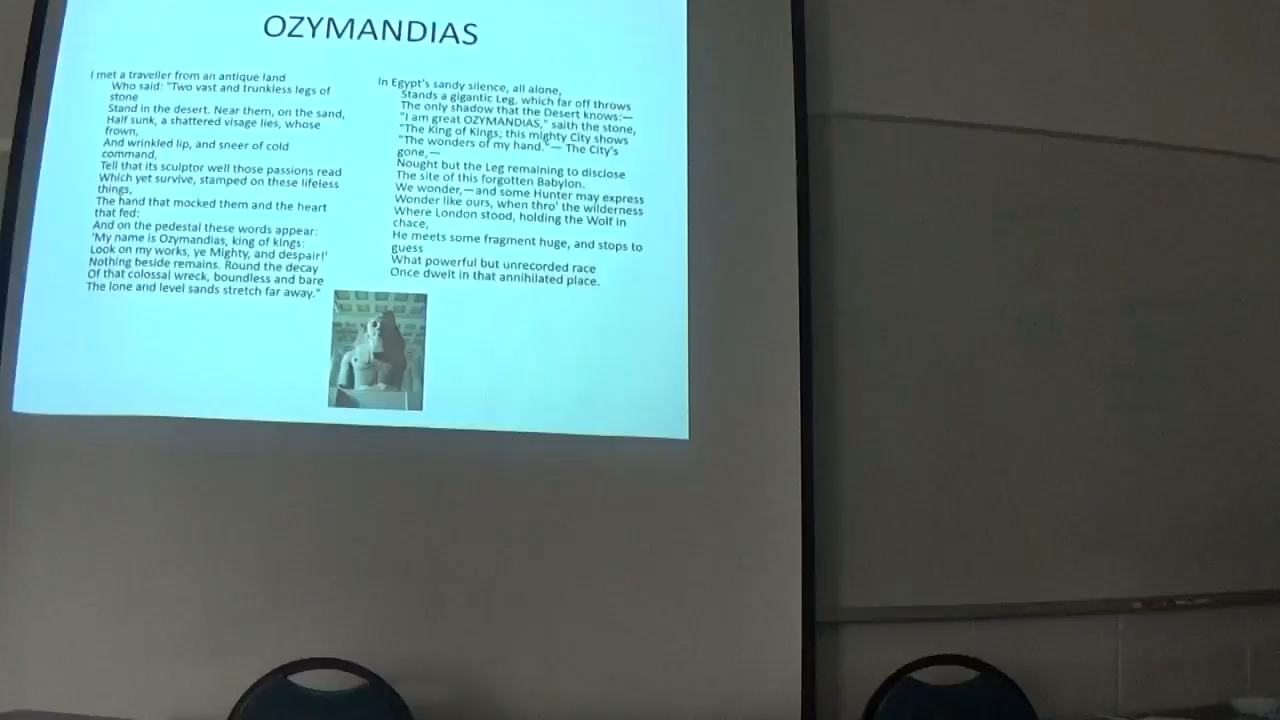 OZYMANDIAS
I met a traveller from an antique land
Who said: "Two vast and trunkless legs of
stone
Stand in the desert. Near them, on the sand,
Half sunk, a shattered visage lies, whose
frown,
And wrinkled lip, and sneer of cold
command,
Tell that its sculptor well those passions read
Which yet survive, stamped on these lifeless
things,
The hand that mocked them and the heart
that fed:
And on the pedestal these words appear:
'My name is Ozymandias, king of kings:
Look on my works, ye Mighty, and despair!'
Nothing beside remains. Round the decay
Of that colossal wreck, boundless and bare
The lone and level sands stretch far away."
In Egypt's sandy silence, all alone,
Stands a gigantic Leg, which far off throws
The only shadow that the Desert knows:—
"I am great OZYMANDIAS," saith the stone,
"The King of Kings; this mighty City shows
"The wonders of my hand."— The City's
gone,—
Nought but the Leg remaining to disclose
The site of this forgotten Babylon.
We wonder,—and some Hunter may express
Wonder like ours, when thro' the wilderness
Where London stood, holding the Wolf in
chace,
He meets some fragment huge, and stops to
guess
What powerful but unrecorded race
Once dwelt in that annihilated place.